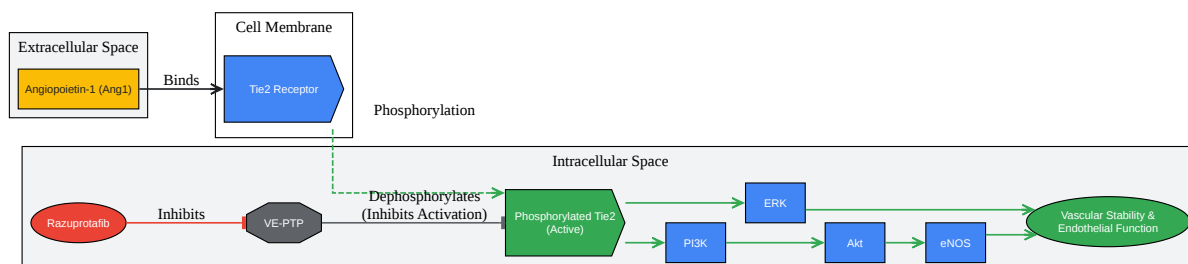 Cell Membrane
Extracellular Space
Angiopoietin-1 (Ang1)
Binds
Tie2 Receptor
Phosphorylation
Intracellular Space
Razuprotafib
Inhibits
VE-PTP
Dephosphorylates
(Inhibits Activation)
Phosphorylated Tie2
(Active)
ERK
PI3K
Akt
eNOS
Vascular Stability &
Endothelial Function